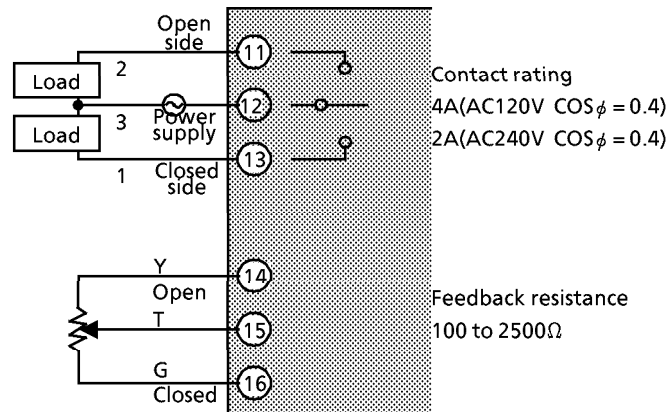 Open
side
11
Load
2
Contact rating
12
4A(AC120V COSϕ = 0.4)
3
Power
supply
Load
2A(AC240V COSϕ = 0.4)
13
1
Closed
side
Y
14
Open
Feedback resistance
T
15
100 to 2500Ω
G
16
Closed